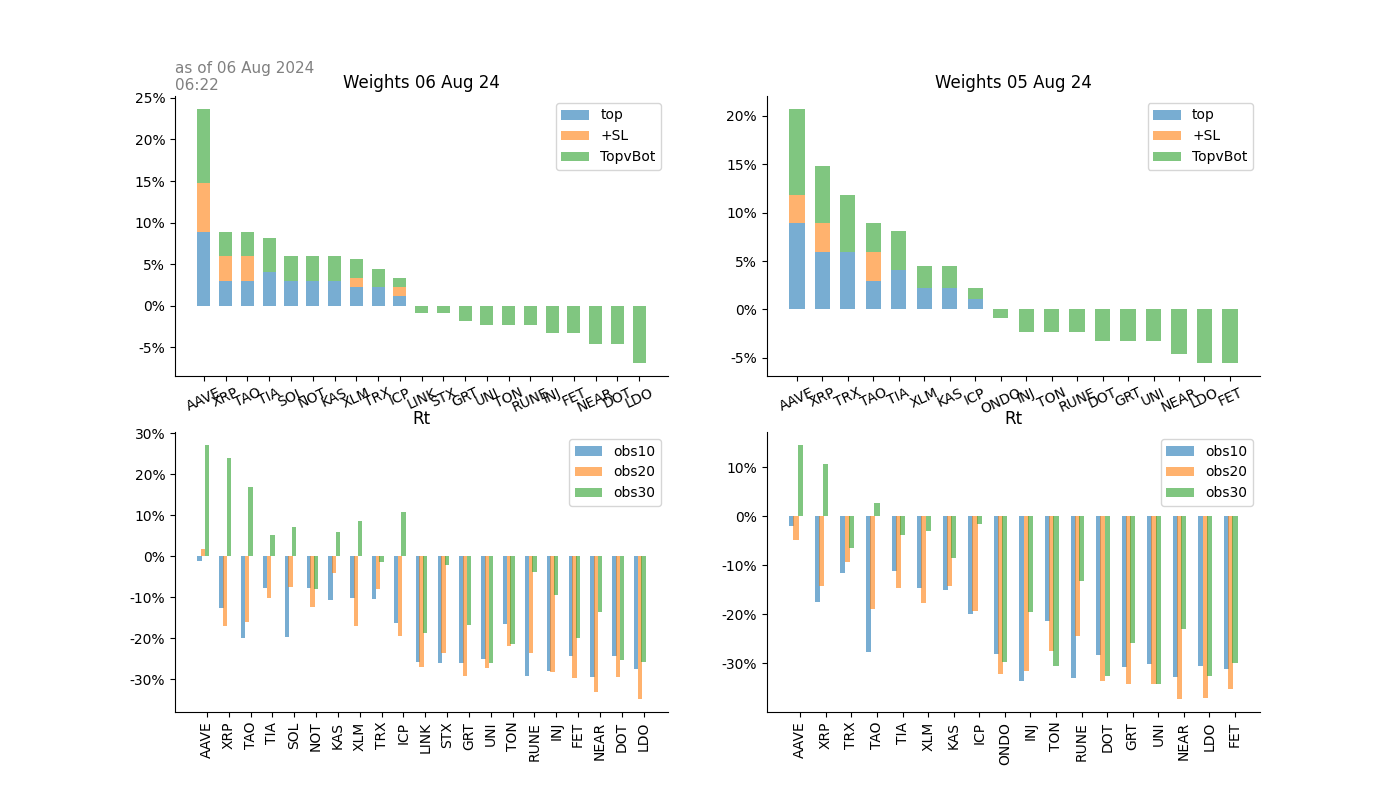 as of 06 Aug 2024
06:22
Weights 06 Aug 24
25%
20%
15%
10%
5%
0%
-5%
top
+SL
TopvBot
AAVE XRP TAO TIA SOL NOT KAS XLM TRX ICP LINK STX GRT UNI TON RUNE INJ FET NEAR DOT LDO
Weights 05 Aug 24
20%
15%
10%
5%
0%
-5%
top
+SL
TopvBot
AAVE XRP TRX TAO TIA XLM KAS ICP ONDO INJ TON RUNE DOT GRT UNI NEAR LDO FET
Rt
30%
20%
10%
0%
-10%
-20%
-30%
obs10
obs20
obs30
AAVE XRP TAO TIA SOL NOT KAS XLM TRX ICP LINK STX GRT UNI TON RUNE INJ FET NEAR DOT LDO
Rt
10%
0%
-10%
-20%
-30%
obs10
obs20
obs30
AAVE XRP TRX TAO TIA XLM KAS ICP ONDO INJ TON RUNE DOT GRT UNI NEAR LDO FET